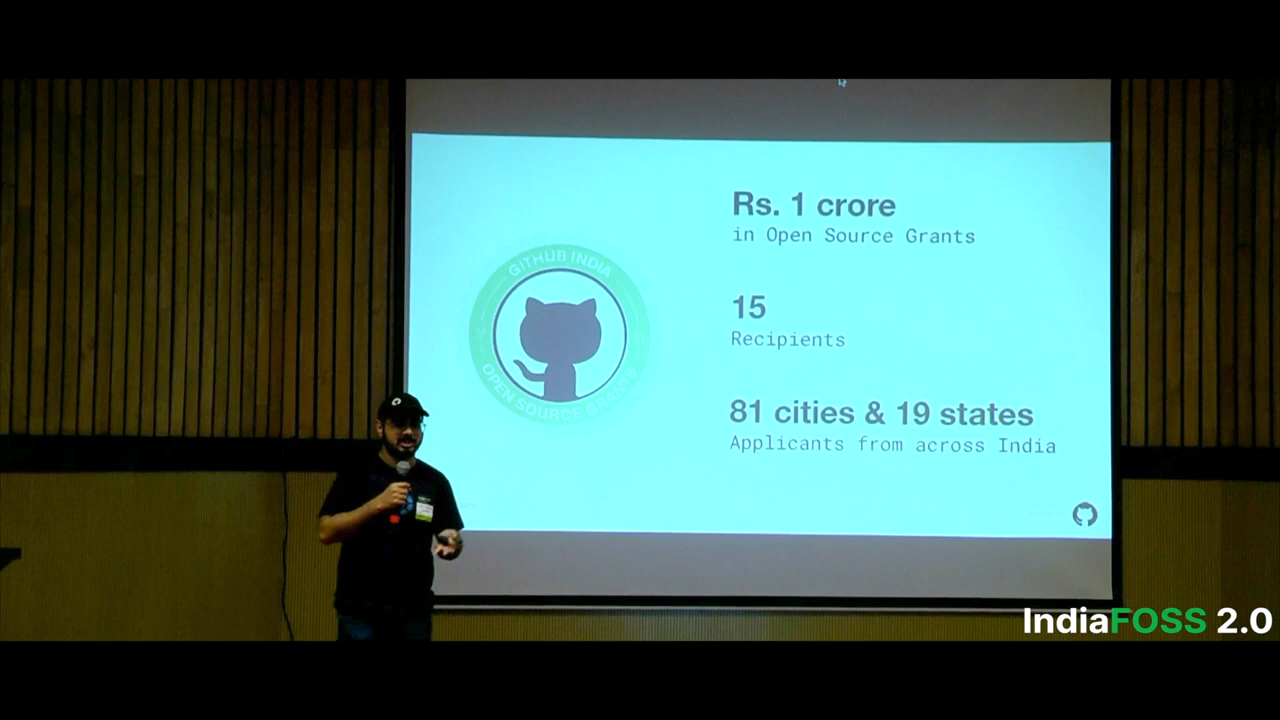 GITHUB INDIA
OPEN SOURCE GRANTS
Rs. 1 crore
in Open Source Grants
15
Recipients
81 cities & 19 states
Applicants from across India
IndiaFOSS 2.0